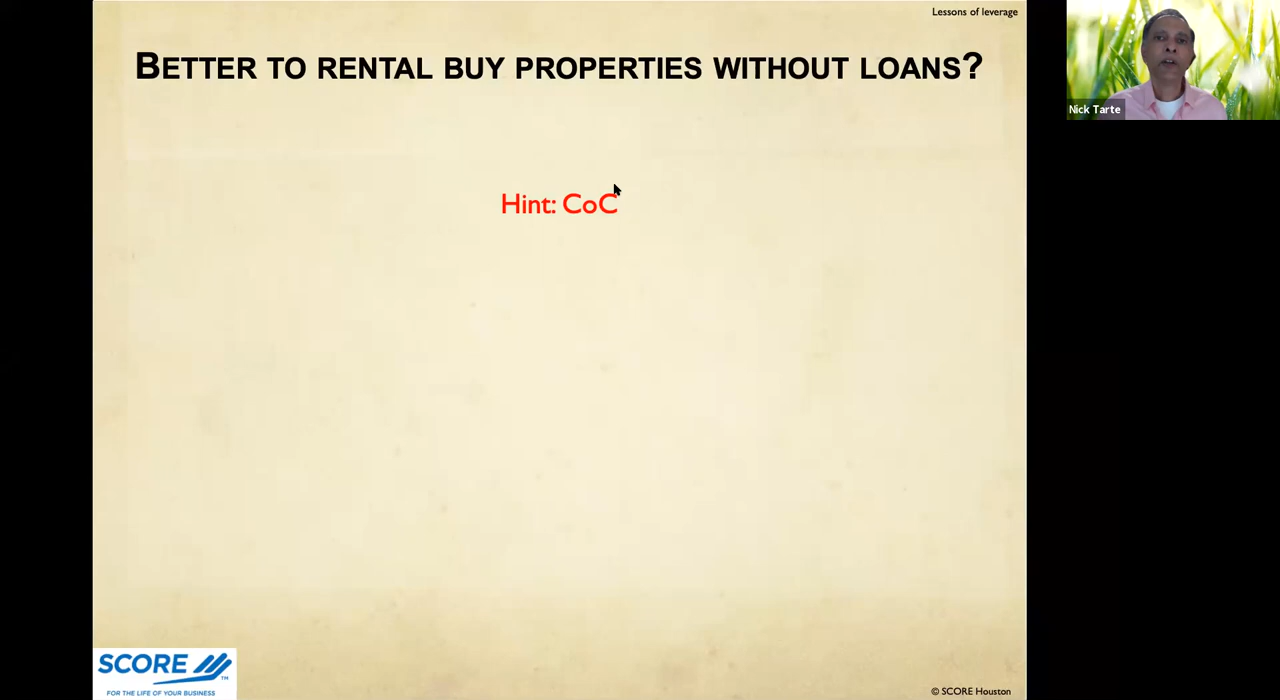 Lessons of leverage
BETTER TO RENTAL BUY PROPERTIES WITHOUT LOANS?
Nick Tarte
Hint: CoC
SCORE TM
FOR THE LIFE OF YOUR BUSINESS
© SCORE Houston